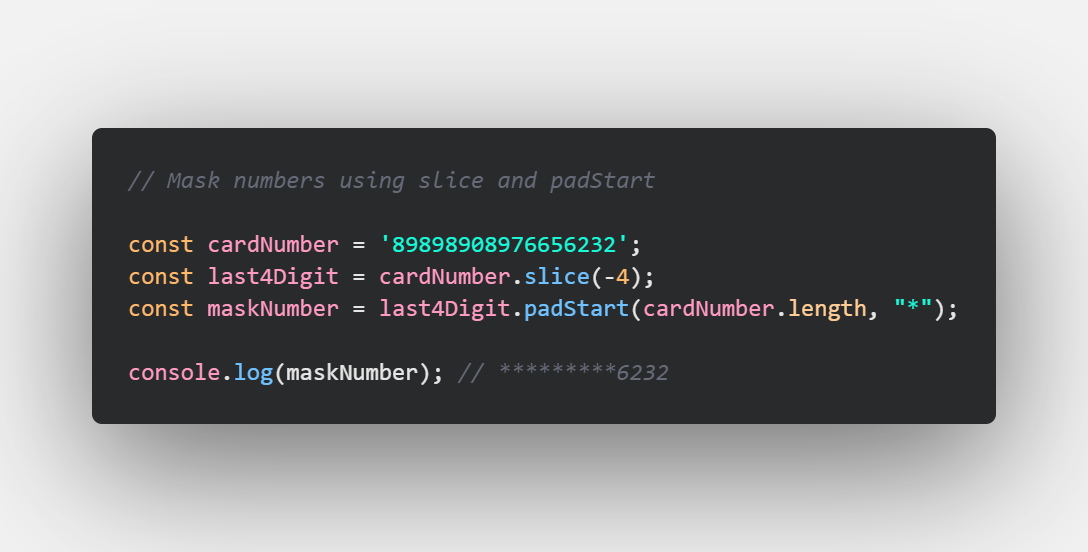 // Mask numbers using slice and padStart
const cardNumber = '89898908976656232';
const last4Digit = cardNumber.slice(-4);
const maskNumber = last4Digit.padStart(cardNumber.length, "*");
console.log(maskNumber); // *********6232